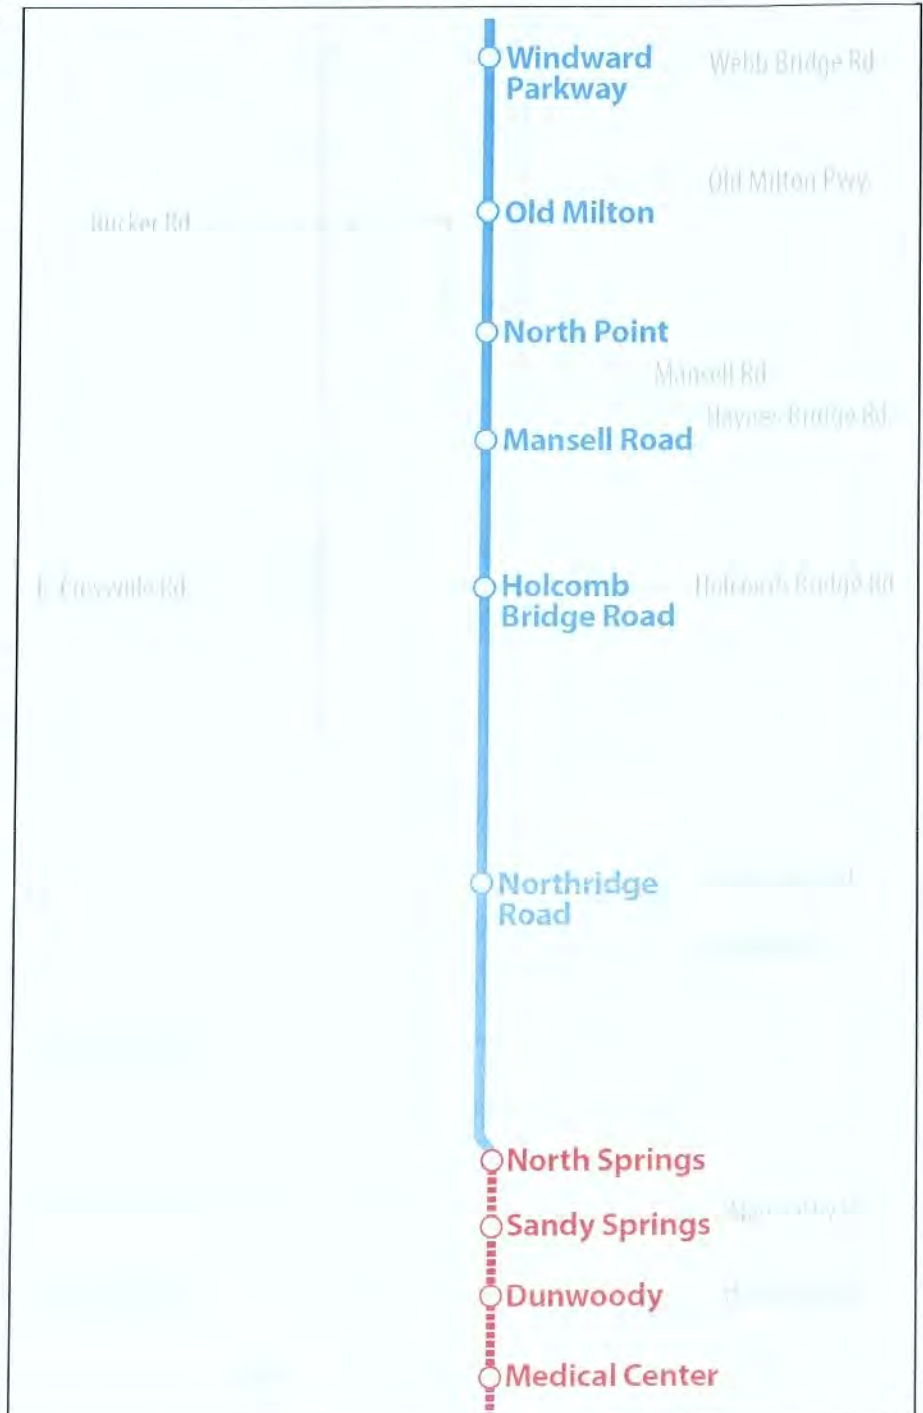 Windward
Parkway
Webb Bridge Rd
Old Milton Pwy
Old Milton
Rucker Rd
North Point
Mansell Rd
Haynes Bridge Rd
Mansell Road
Holcomb
Bridge Road
Holcomb Bridge Rd
Northridge
Road
North Springs
Sandy Springs
Dunwoody
Medical Center